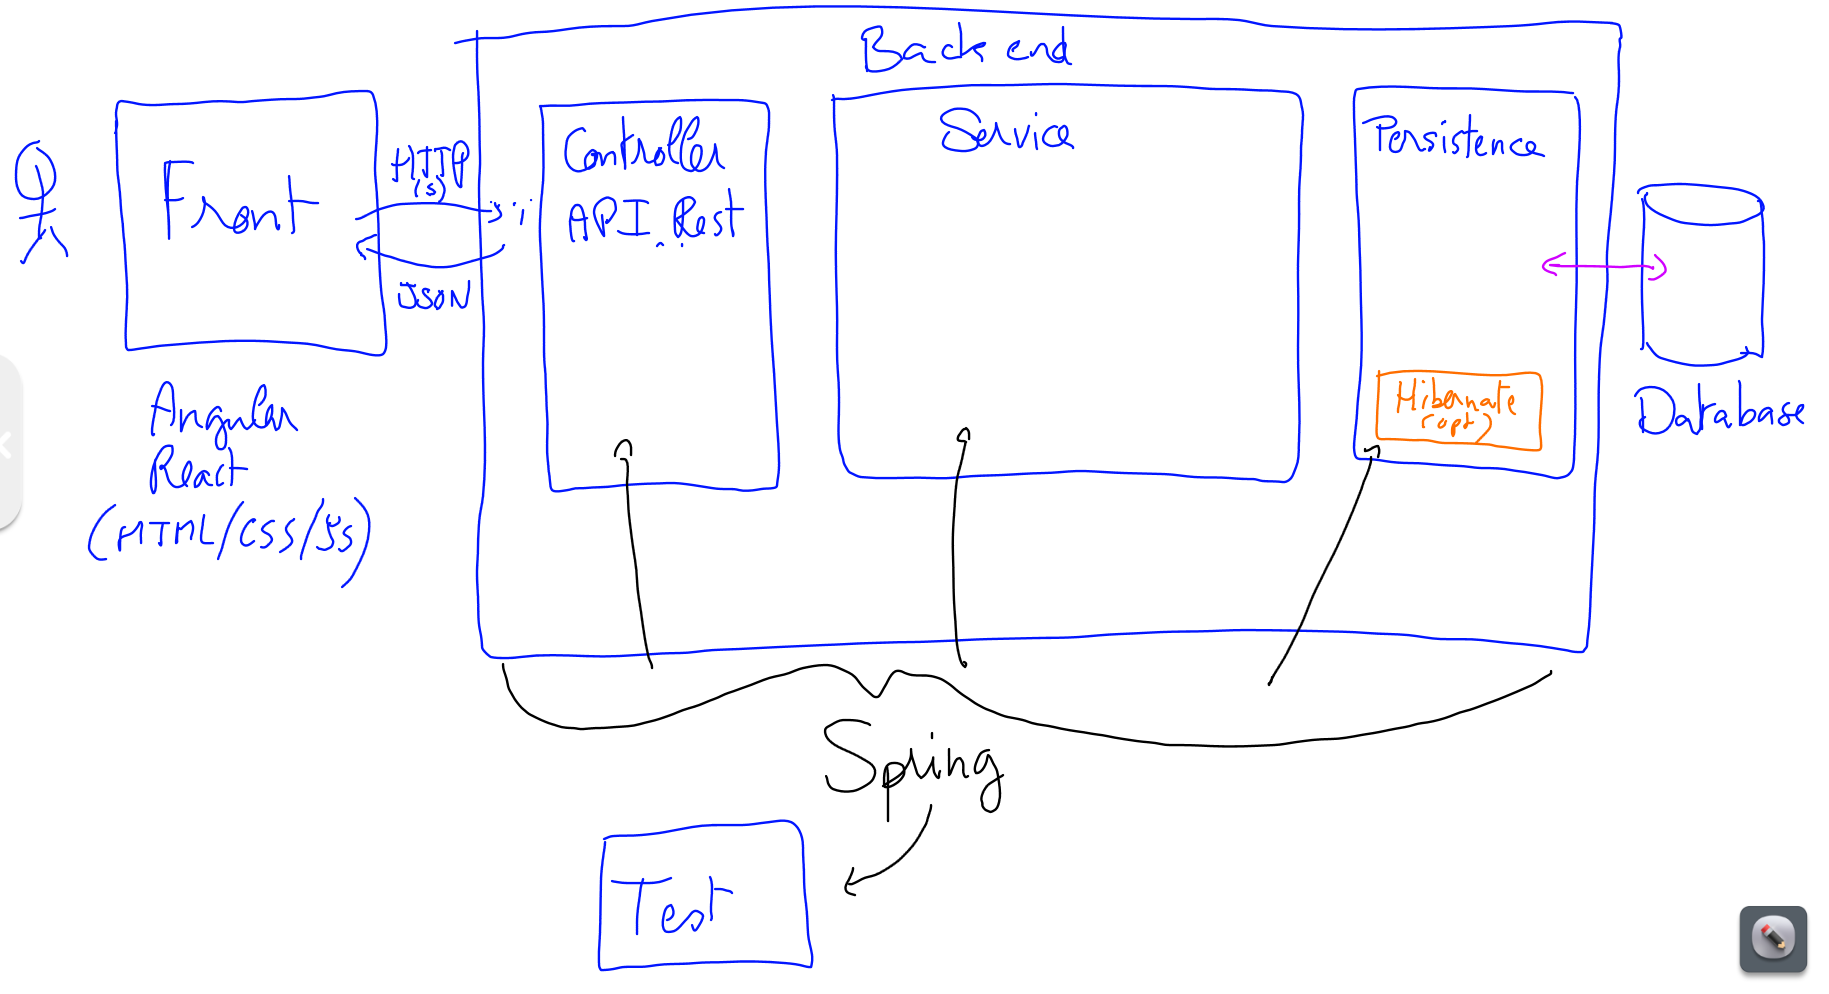 Back end
Front
HTTP
(s)
JSON
Controller
API Rest
Service
Persistence
Hibernate
(opt)
Database
Angular
React
(HTML/CSS/JS)
Spring
Test